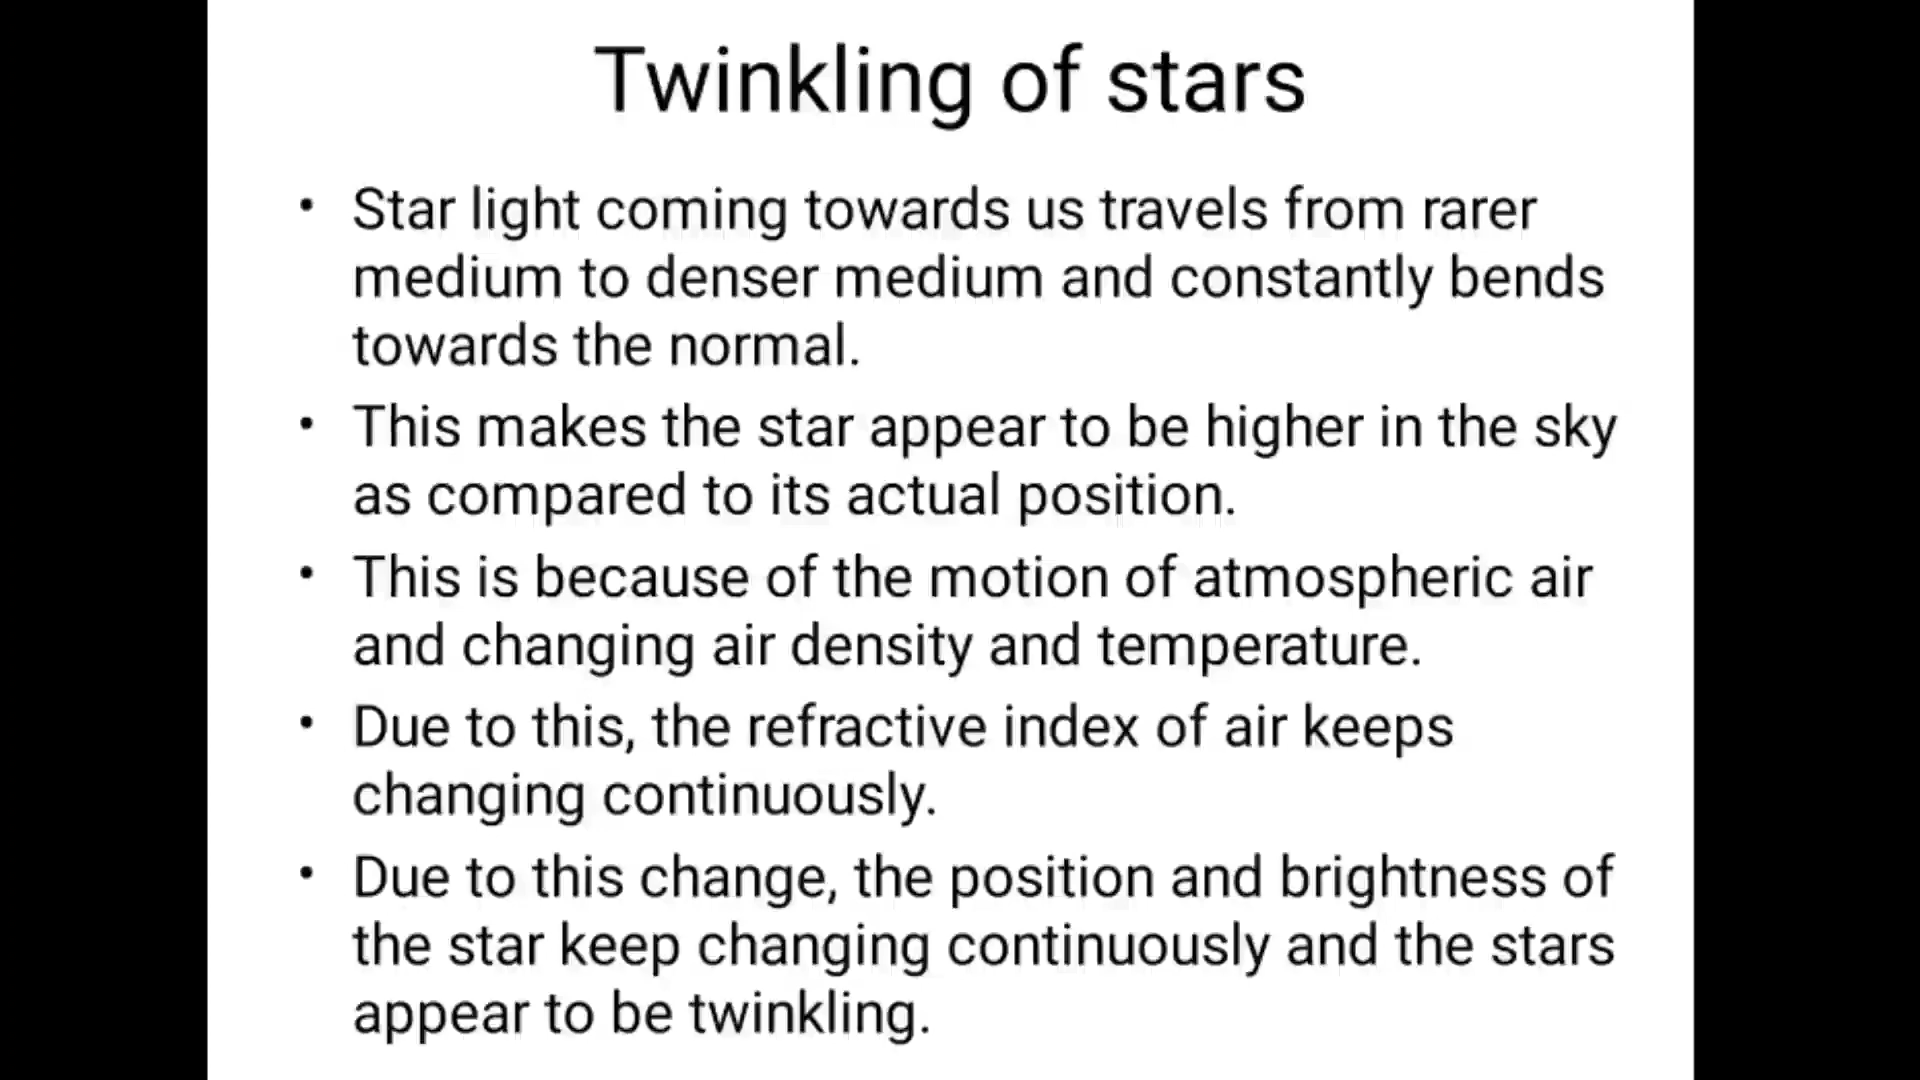 Twinkling of stars
• Star light coming towards us travels from rarer
medium to denser medium and constantly bends
towards the normal.
• This makes the star appear to be higher in the sky
as compared to its actual position.
• This is because of the motion of atmospheric air
and changing air density and temperature.
• Due to this, the refractive index of air keeps
changing continuously.
• Due to this change, the position and brightness of
the star keep changing continuously and the stars
appear to be twinkling.